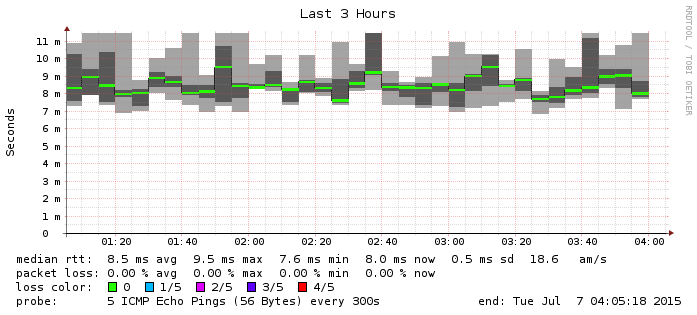 Last 3 Hours
RRDTOOL / TOBI OETIKER
Seconds
11 m
10 m
9 m
8 m
7 m
6 m
5 m
4 m
3 m
2 m
1 m
0
01:20 01:40 02:00 02:20 02:40 03:00 03:20 03:40 04:00
median rtt: 8.5 ms avg 9.5 ms max 7.6 ms min 8.0 ms now 0.5 ms sd 18.6 am/s
packet loss: 0.00 % avg 0.00 % max 0.00 % min 0.00 % now
loss color: 0 1/5 2/5 3/5 4/5
probe: 5 ICMP Echo Pings (56 Bytes) every 300s end: Tue Jul 7 04:05:18 2015